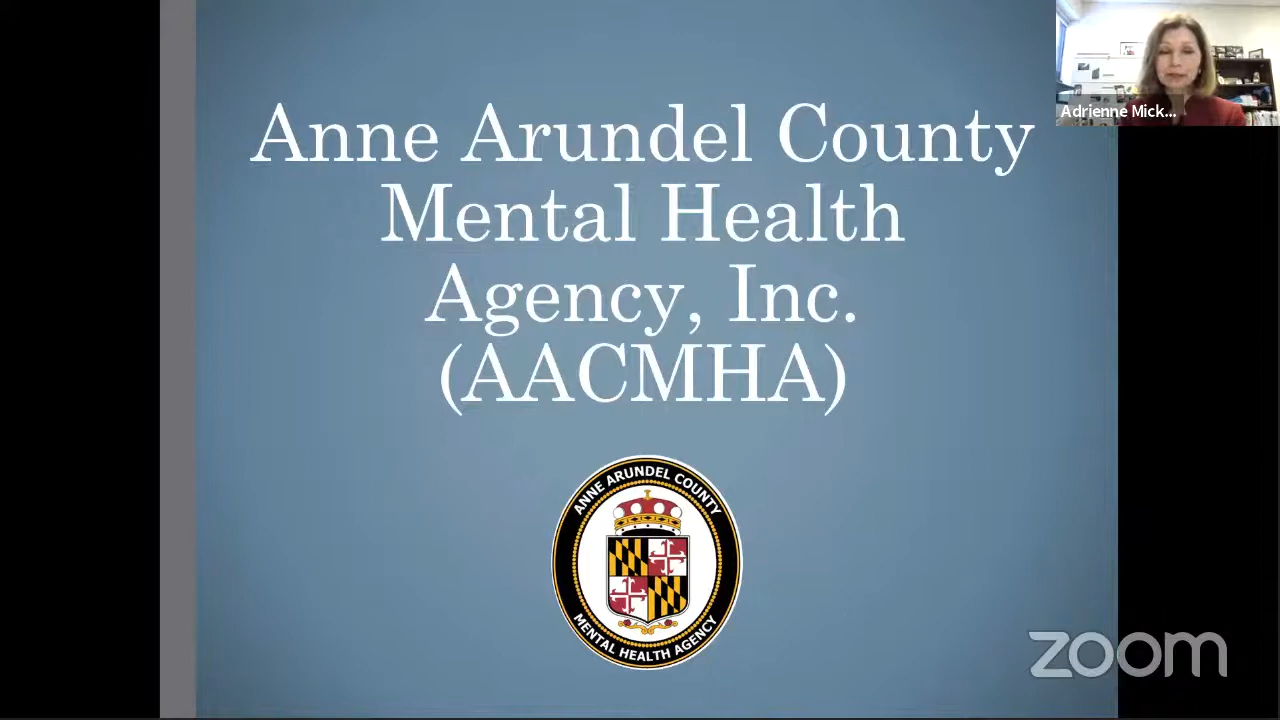 Anne Arundel County
Mental Health
Agency, Inc.
(AACMHA)
Adrienne Mick...
ANNE ARUNDEL COUNTY
MENTAL HEALTH AGENCY
zoom